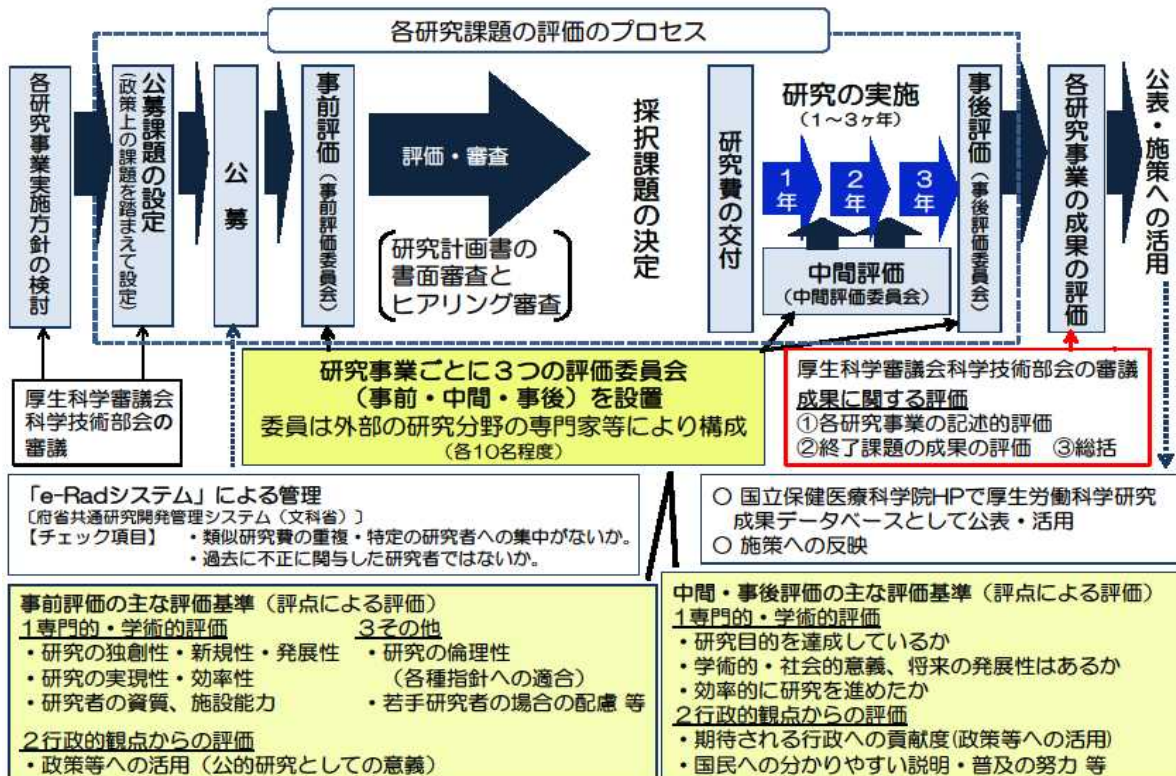 各研究課題の評価のプロセス
各研究事業実施方針の検討
公募課題の設定
(政策上の課題を踏まえて設定)
公募
事前評価（事前評価委員会）
評価・審査
研究計画書の
書面審査と
ヒアリング審査
採択課題の決定
研究費の交付
研究の実施
（1～3ヶ年）
1年
2年
3年
中間評価
（中間評価委員会）
事後評価（事後評価委員会）
各研究事業の成果の評価
公表・施策への活用
厚生科学審議会
科学技術部会の
審議
研究事業ごとに3つの評価委員会
（事前・中間・事後）を設置
委員は外部の研究分野の専門家等により構成
（各10名程度）
厚生科学審議会科学技術部会の審議
成果に関する評価
①各研究事業の記述的評価
②終了課題の成果の評価　③総括
「e-Radシステム」による管理
〔府省共通研究開発管理システム（文科省）〕
【チェック項目】　・類似研究費の重複・特定の研究者への集中がないか。
・過去に不正に関与した研究者ではないか。
○ 国立保健医療科学院HPで厚生労働科学研究
成果データベースとして公表・活用
○ 施策への反映
事前評価の主な評価基準（評点による評価）
1専門的・学術的評価
・研究の独創性・新規性・発展性
・研究の実現性・効率性
・研究者の資質、施設能力
2行政的観点からの評価
・政策等への活用（公的研究としての意義）
3その他
・研究の倫理性
（各種指針への適合）
・若手研究者の場合の配慮 等
中間・事後評価の主な評価基準（評点による評価）
1専門的・学術的評価
・研究目的を達成しているか
・学術的・社会的意義、将来の発展性はあるか
・効率的に研究を進めたか
2行政的観点からの評価
・期待される行政への貢献度(政策等への活用)
・国民への分かりやすい説明・普及の努力 等